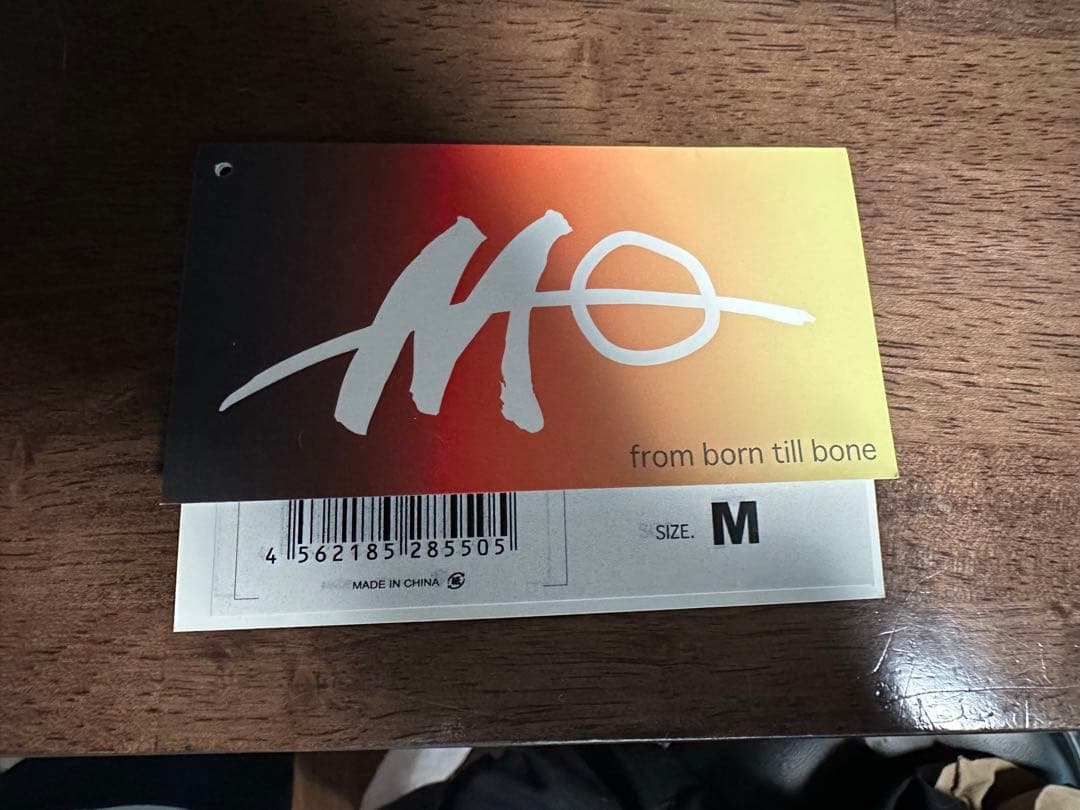 MO
from born till bone
4 562185 285505
SIZE. M
MADE IN CHINA